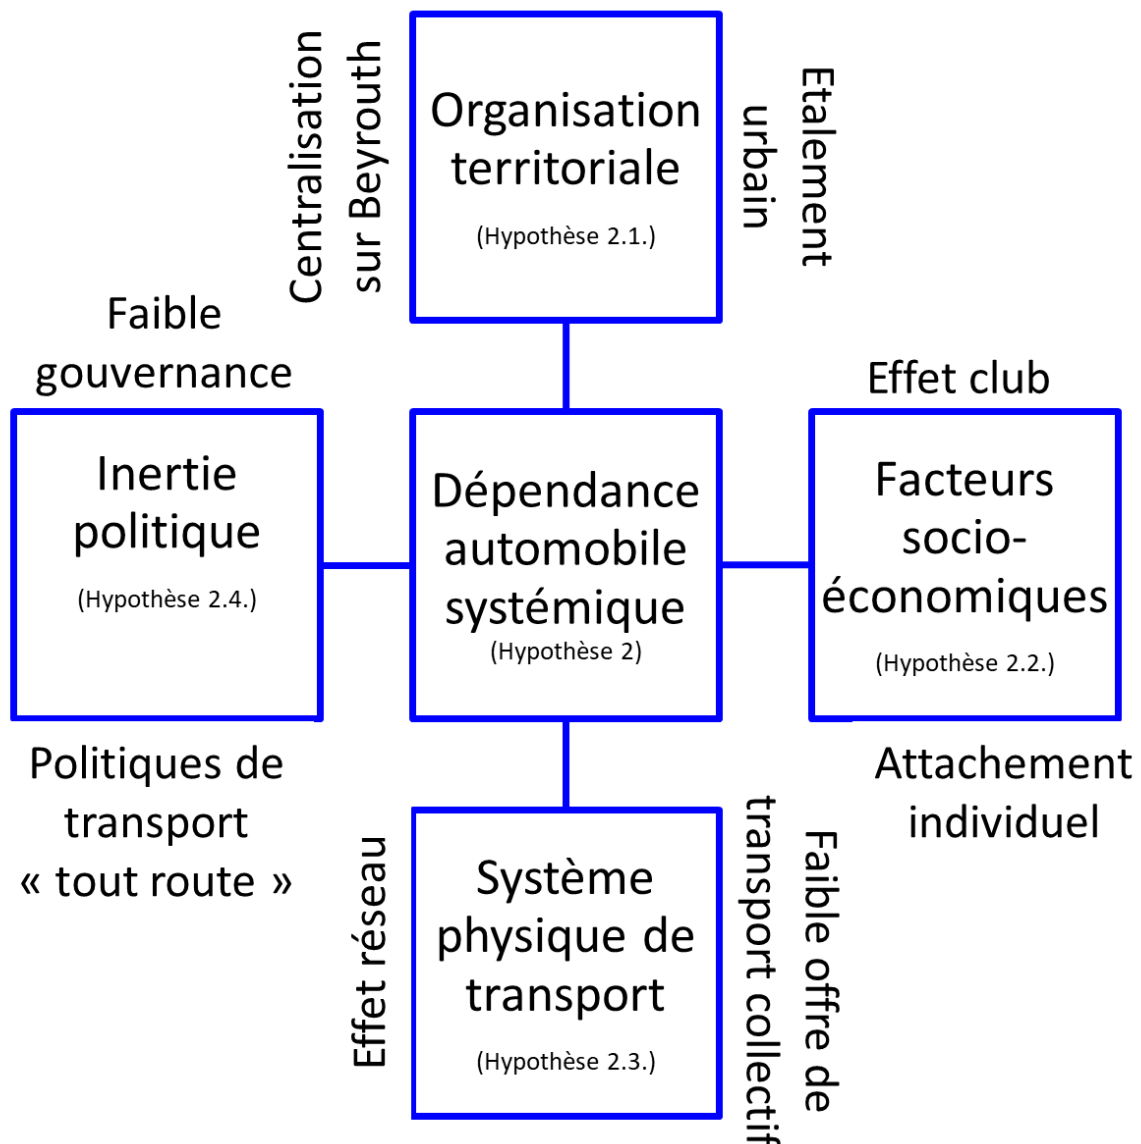 Centralisation
sur Beyrouth
Organisation
territoriale
(Hypothèse 2.1.)
Etalement
urbain
Faible
gouvernance
Inertie
politique
(Hypothèse 2.4.)
Politiques de
transport
« tout route »
Dépendance
automobile
systémique
(Hypothèse 2)
Effet club
Facteurs
socio-
économiques
(Hypothèse 2.2.)
Attachement
individuel
Effet réseau
Système
physique de
transport
(Hypothèse 2.3.)
Faible offre de
transport collectif